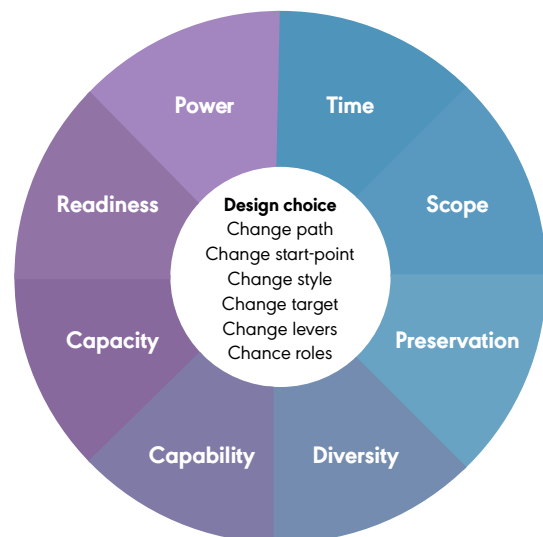 Power
Time
Readiness
Scope
Design choice
Change path
Change start-point
Change style
Change target
Change levers
Chance roles
Capacity
Preservation
Capability
Diversity